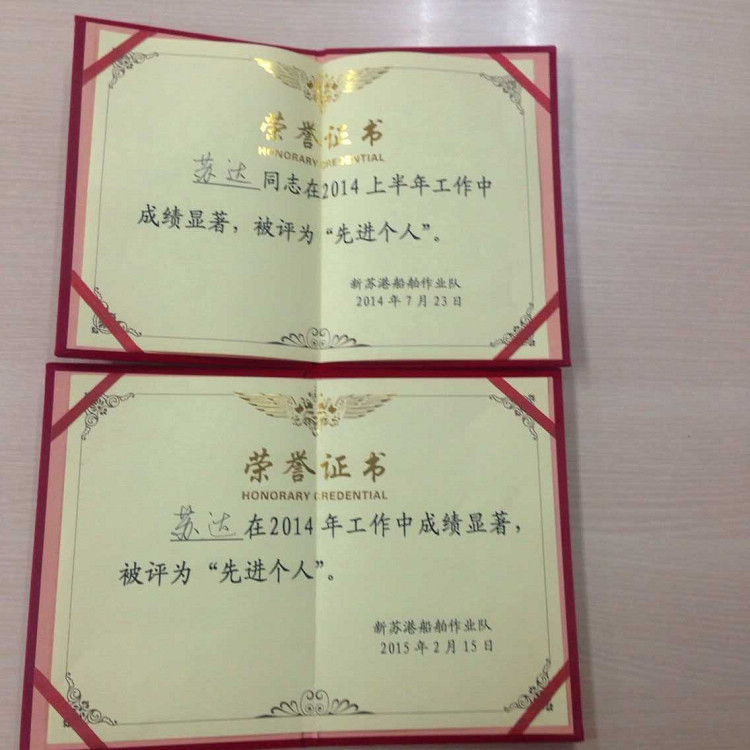 荣誉证书
HONORARY CREDENTIAL
苏达 同志在2014上半年工作中
成绩显著，被评为“先进个人”。
新苏港船舶作业队
2014年7月23日
荣誉证书
HONORARY CREDENTIAL
苏达 在2014年工作中成绩显著，
被评为“先进个人”。
新苏港船舶作业队
2015年2月15日